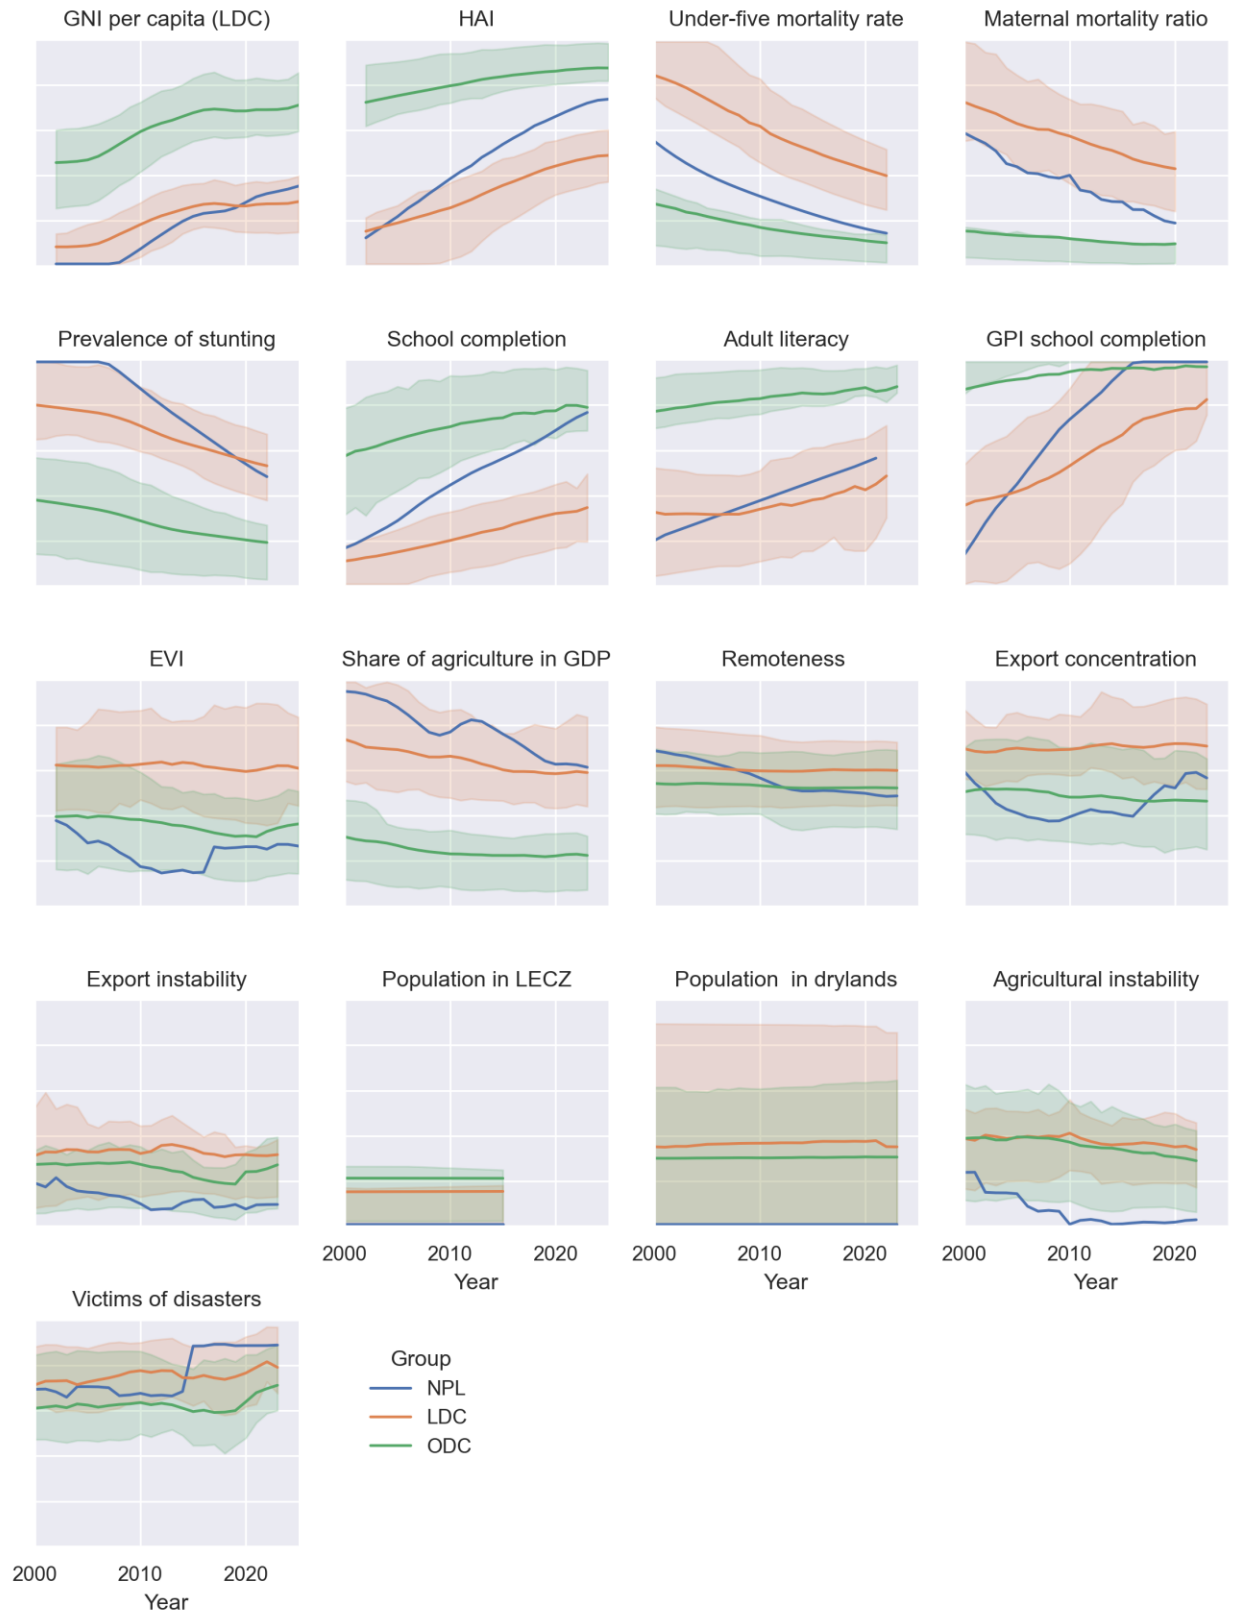 GNI per capita (LDC)
HAI
Under-five mortality rate
Maternal mortality ratio
Prevalence of stunting
School completion
Adult literacy
GPI school completion
EVI
Share of agriculture in GDP
Remoteness
Export concentration
Export instability
Population in LECZ
Population  in drylands
Agricultural instability
2000 2010 2020
Year
2000 2010 2020
Year
2000 2010 2020
Year
Victims of disasters
2000 2010 2020
Year
Group
NPL
LDC
ODC